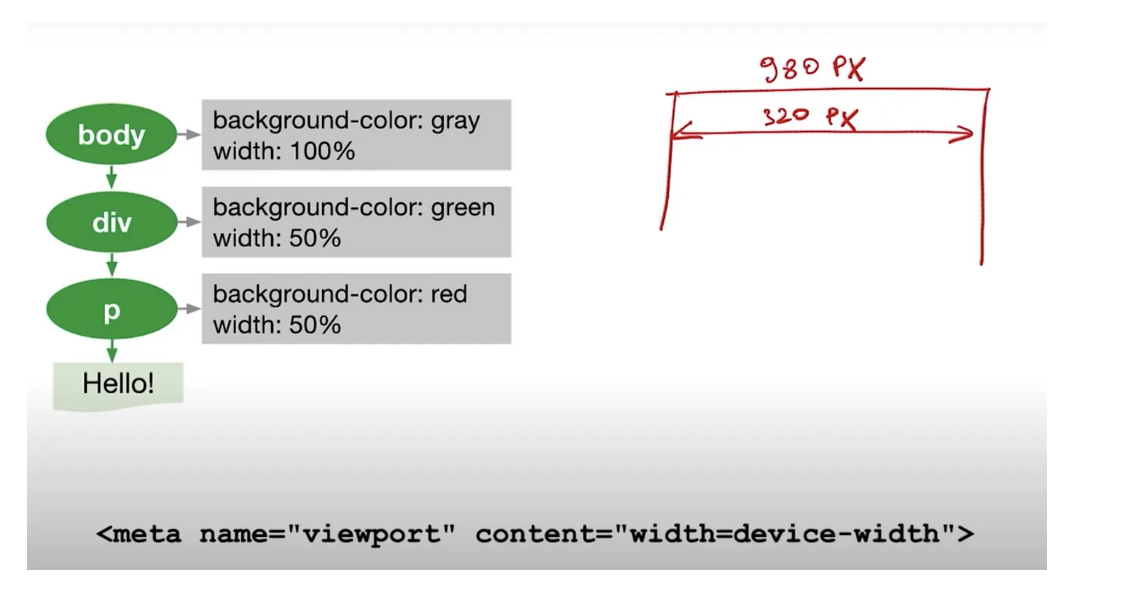 980 PX
320 PX
body
background-color: gray
width: 100%
div
background-color: green
width: 50%
p
background-color: red
width: 50%
Hello!
<meta name="viewport" content="width=device-width">